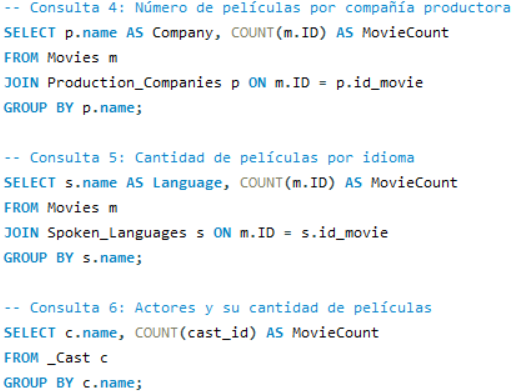 -- Consulta 4: Número de películas por compañía productora
SELECT p.name AS Company, COUNT(m.ID) AS MovieCount
FROM Movies m
JOIN Production_Companies p ON m.ID = p.id_movie
GROUP BY p.name;

-- Consulta 5: Cantidad de películas por idioma
SELECT s.name AS Language, COUNT(m.ID) AS MovieCount
FROM Movies m
JOIN Spoken_Languages s ON m.ID = s.id_movie
GROUP BY s.name;

-- Consulta 6: Actores y su cantidad de películas
SELECT c.name, COUNT(cast_id) AS MovieCount
FROM _Cast c
GROUP BY c.name;